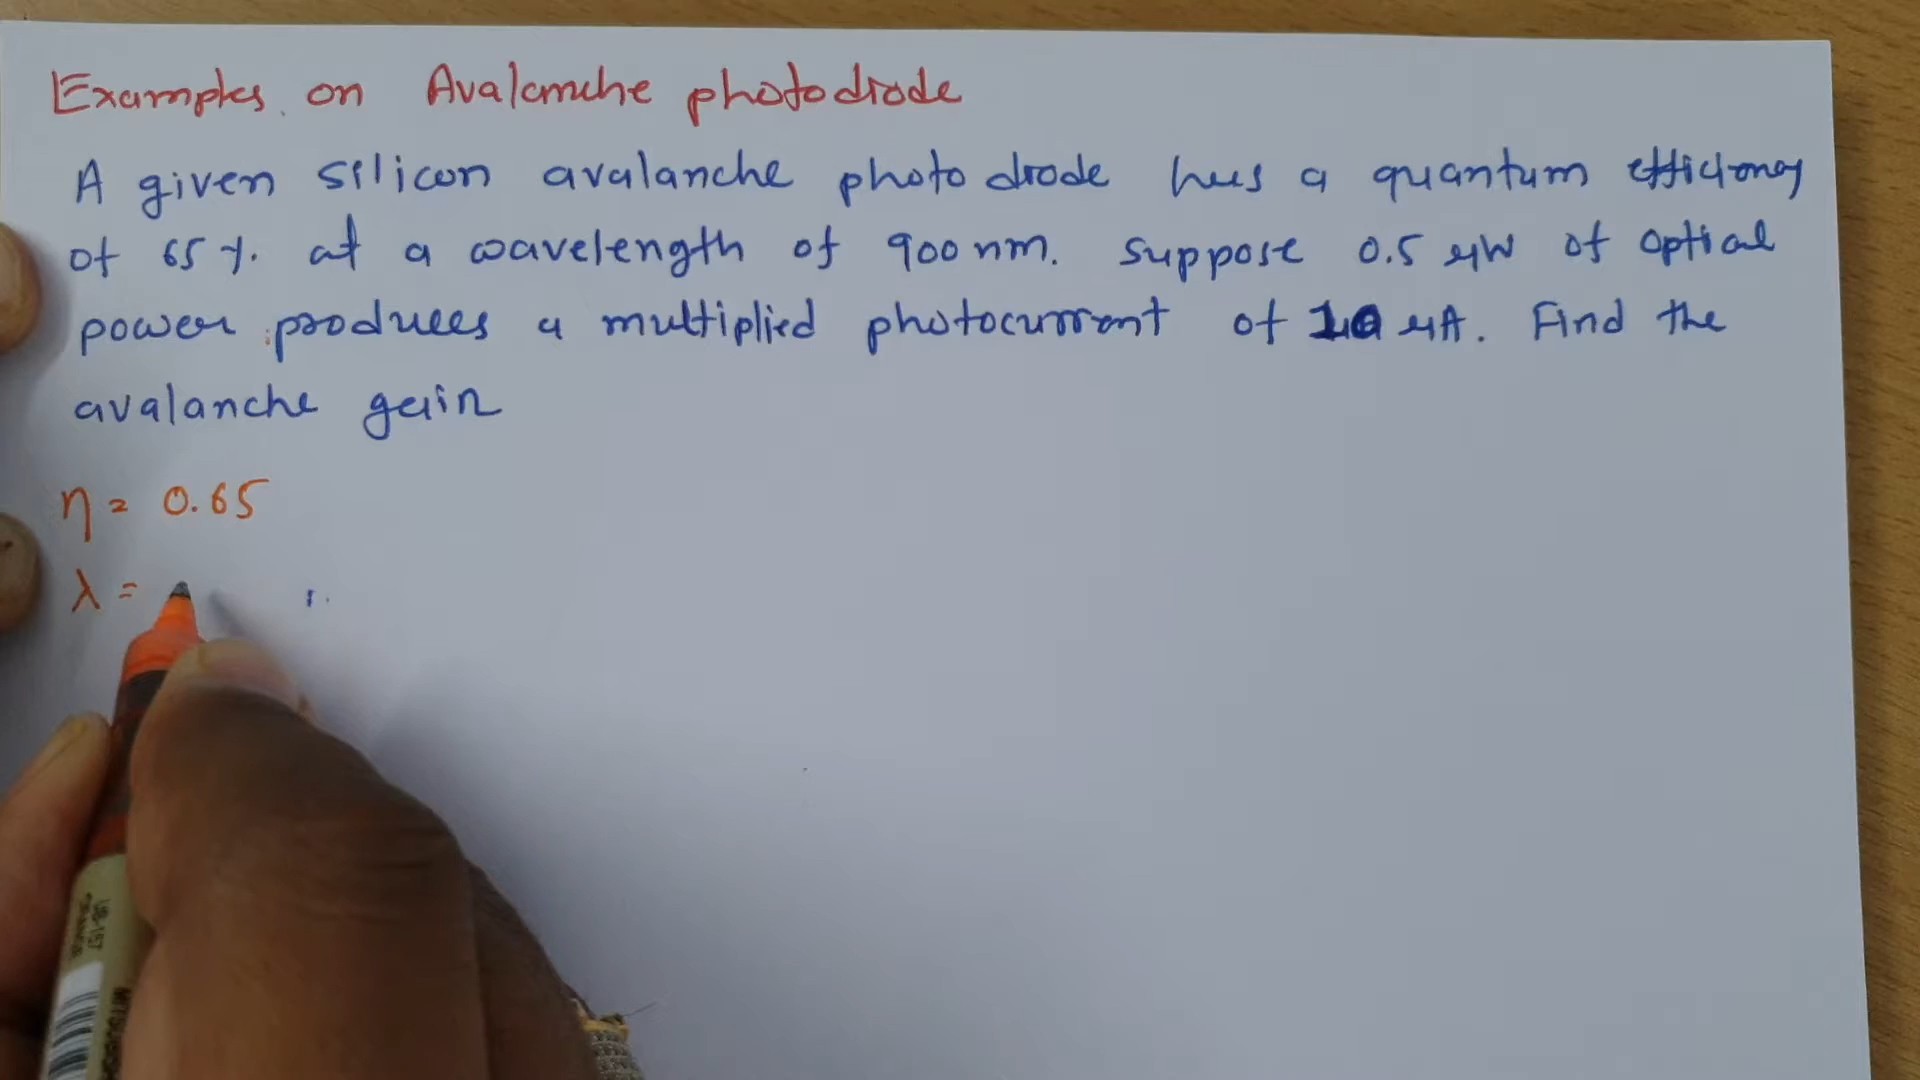 Examples on Avalanche photodiode
A given silicon avalanche photodiode has a quantum efficiency
of 65 %. at a wavelength of 900 nm. Suppose 0.5 μW of optical
power produces a multiplied photocurrent of 10 μA. Find the
avalanche gain
η = 0.65
λ =